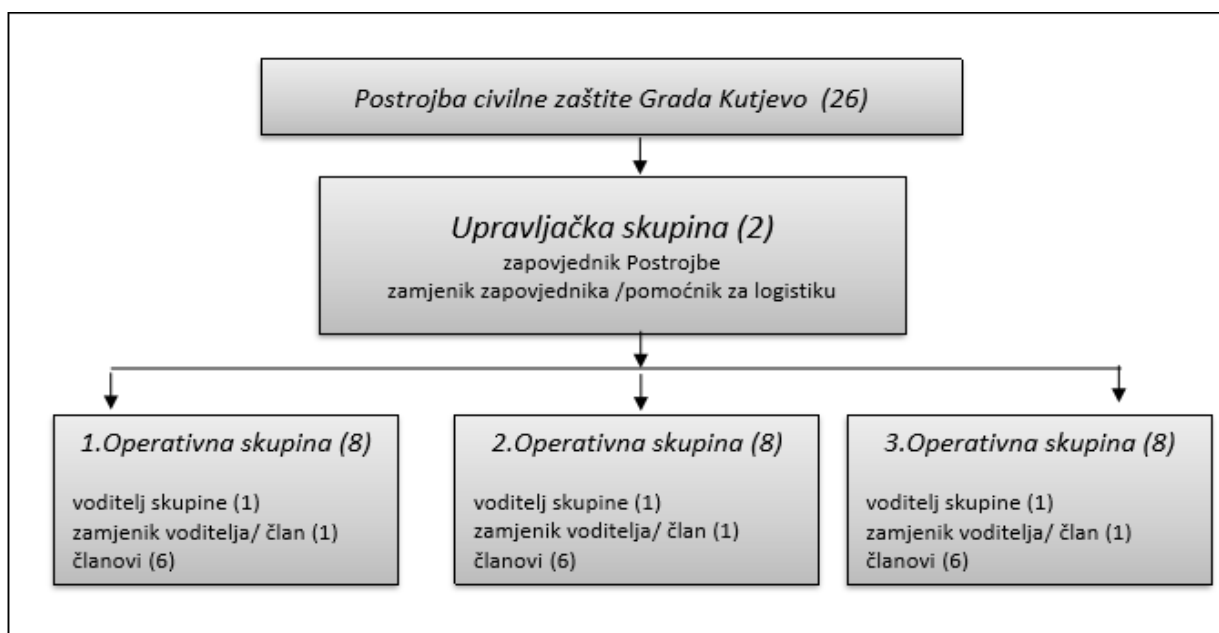 Postrojba civilne zaštite Grada Kutjevo (26)
Upravljačka skupina (2)
zapovjednik Postrojbe
zamjenik zapovjednika /pomoćnik za logistiku
1.Operativna skupina (8)
voditelj skupine (1)
zamjenik voditelja/ član (1)
članovi (6)
2.Operativna skupina (8)
voditelj skupine (1)
zamjenik voditelja/ član (1)
članovi (6)
3.Operativna skupina (8)
voditelj skupine (1)
zamjenik voditelja/ član (1)
članovi (6)